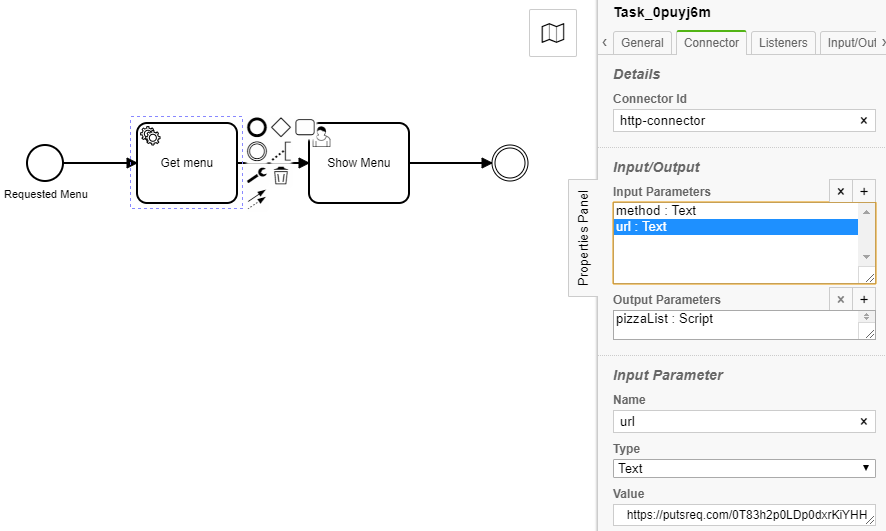 Task_0puyj6m
General
Connector
Listeners
Input/Out
Details
Connector Id
http-connector
Get menu
Show Menu
Requested Menu
Input/Output
Input Parameters
method : Text
url : Text
Properties Panel
Output Parameters
pizzaList : Script
Input Parameter
Name
url
Type
Text
Value
https://putsreq.com/0T83h2p0LDp0dxrKiYHH